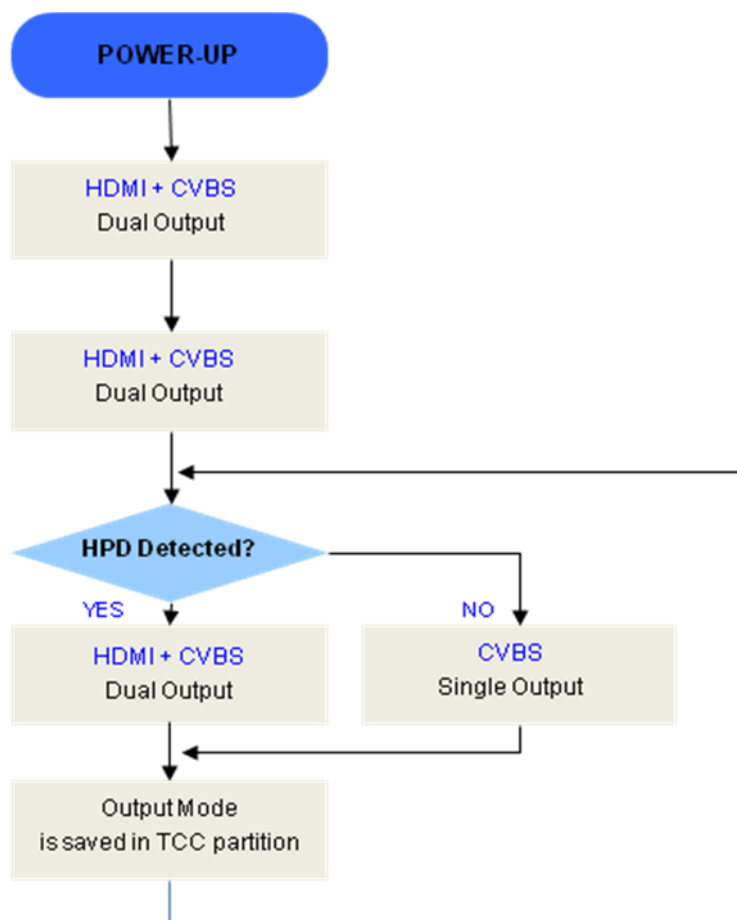 POWER-UP
HDMI + CVBS
Dual Output
HDMI + CVBS
Dual Output
HPD Detected?
YES
NO
HDMI + CVBS
Dual Output
CVBS
Single Output
Output Mode
is saved in TCC partition